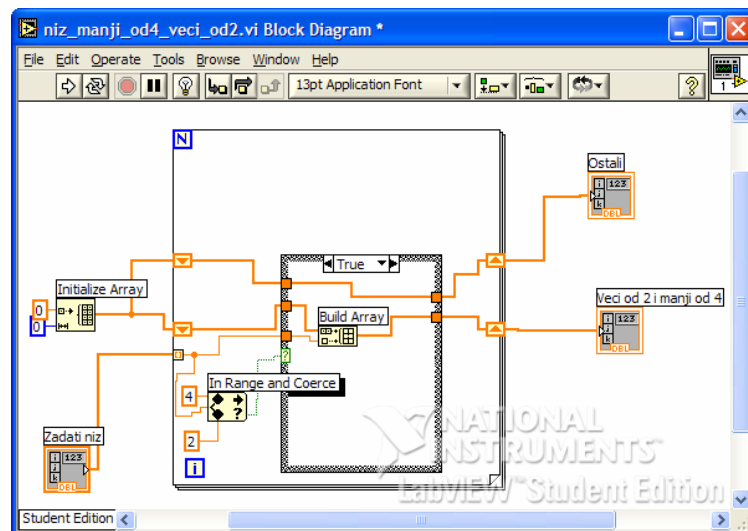 niz_manji_od4_veci_od2.vi Block Diagram *
File Edit Operate Tools Browse Window Help
13pt Application Font
?
1
N
Ostali
i 123
j
k
DBL
True
Initialize Array
0
0
Build Array
Veci od 2 i manji od 4
i 123
j
k
DBL
?
In Range and Coerce
4
?
2
Zadati niz
i 123
j
k
DBL
i
NATIONAL
INSTRUMENTS™
LabVIEW™ Student Edition
Student Edition